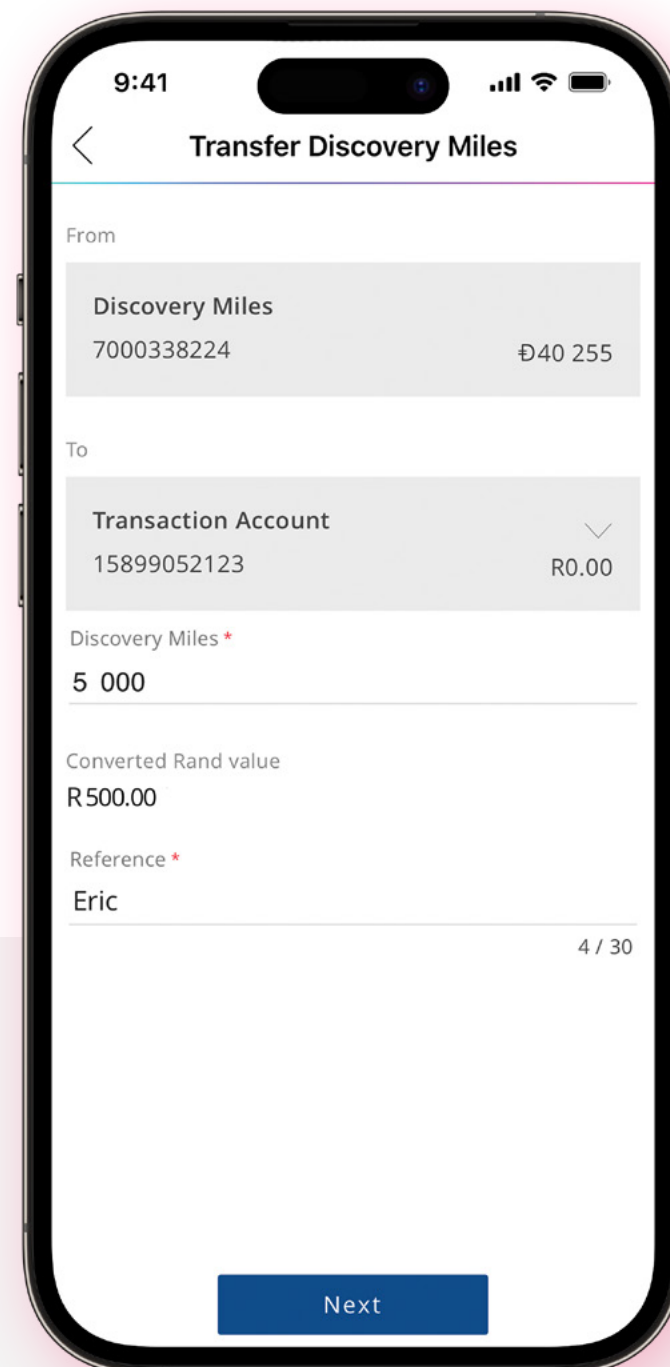 9:41
Transfer Discovery Miles
From
Discovery Miles
7000338224 Đ40 255
To
Transaction Account
15899052123 R0.00
Discovery Miles *
5 000
Converted Rand value
R500.00
Reference *
Eric
4 / 30
Next